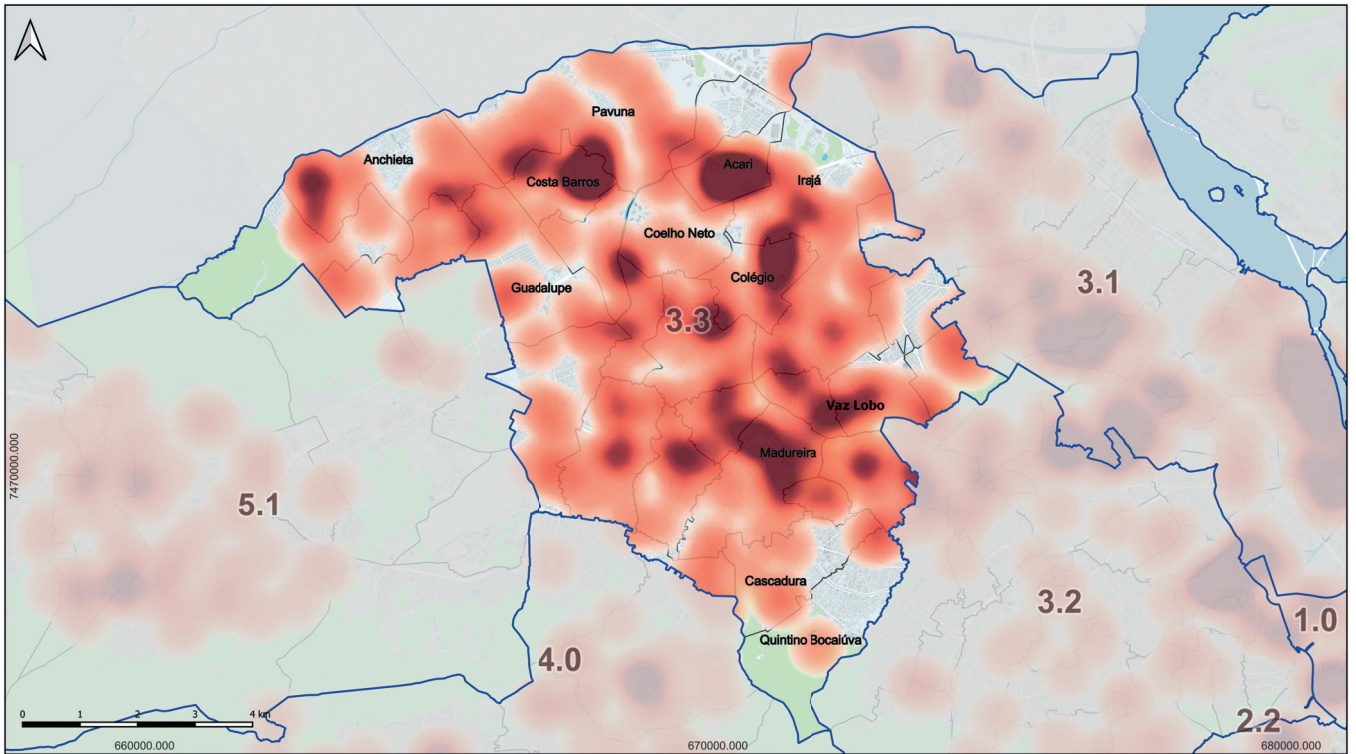 Pavuna
Anchieta
Acari
Costa Barros
Irajá
Coelho Neto
Colégio
3.1
Guadalupe
3.3
Vaz Lobo
Madureira
7470000.000
5.1
Cascadura
3.2
1.0
Quintino Bocaiúva
4.0
0 1 2 3 4 km
2.2
660000.000
670000.000
680000.000